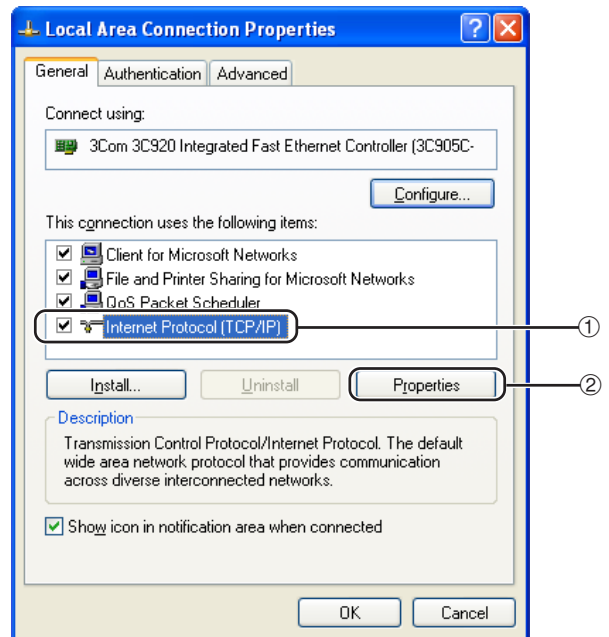 Local Area Connection Properties
General Authentication Advanced
Connect using:
3Com 3C920 Integrated Fast Ethernet Controller (3C905C-
Configure...
This connection uses the following items:
Client for Microsoft Networks
File and Printer Sharing for Microsoft Networks
QoS Packet Scheduler
Internet Protocol (TCP/IP)
①
Install... Uninstall Properties
②
Description
Transmission Control Protocol/Internet Protocol. The default
wide area network protocol that provides communication
across diverse interconnected networks.
Show icon in notification area when connected
OK Cancel